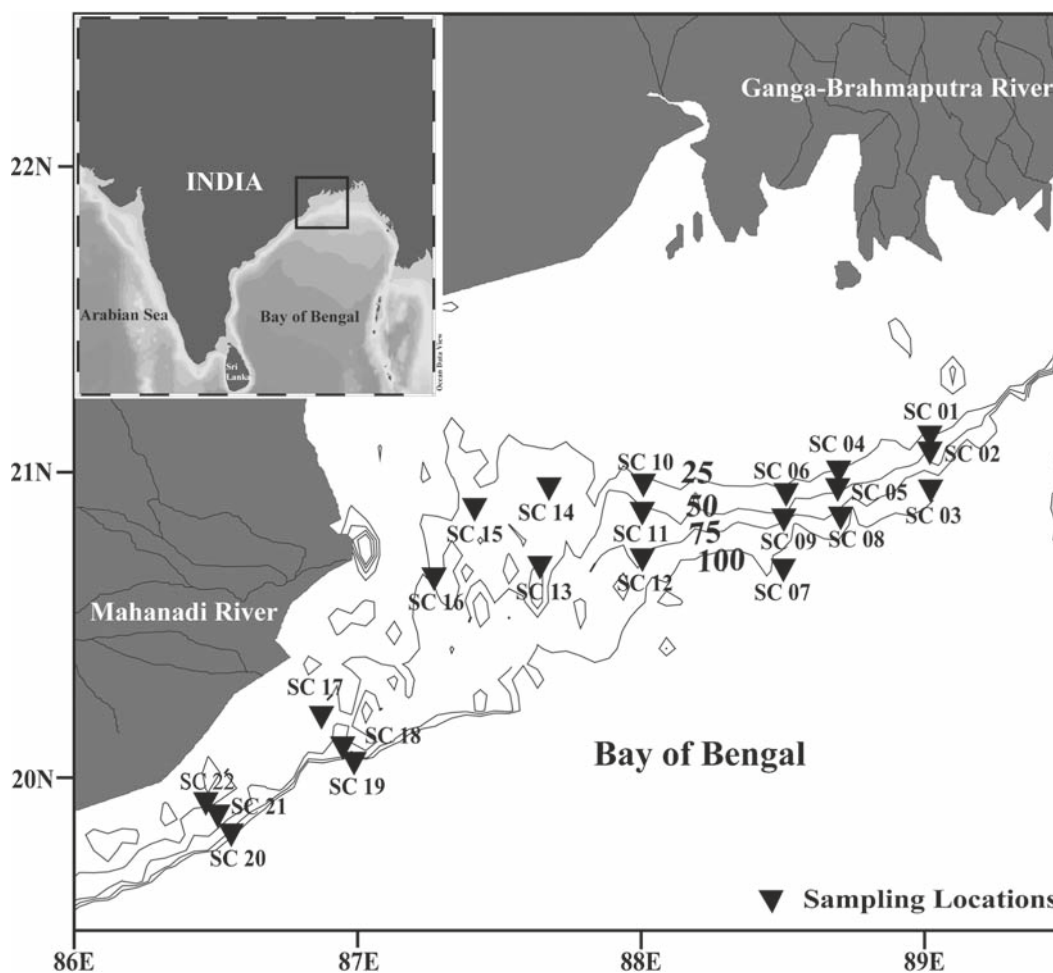 Ganga-Brahmaputra River
22N
INDIA
Arabian Sea
Bay of Bengal
Sri
Lanka
Ocean Data View
SC 01
SC 04
SC 02
21N
SC 10
25
SC 06
SC 05
SC 03
50
SC 14
SC 15
SC 11
75
SC 09
SC 08
100
SC 16
SC 13
SC 12
SC 07
Mahanadi River
SC 17
SC 18
Bay of Bengal
SC 19
20N
SC 22
SC 21
SC 20
Sampling Locations
86E
87E
88E
89E